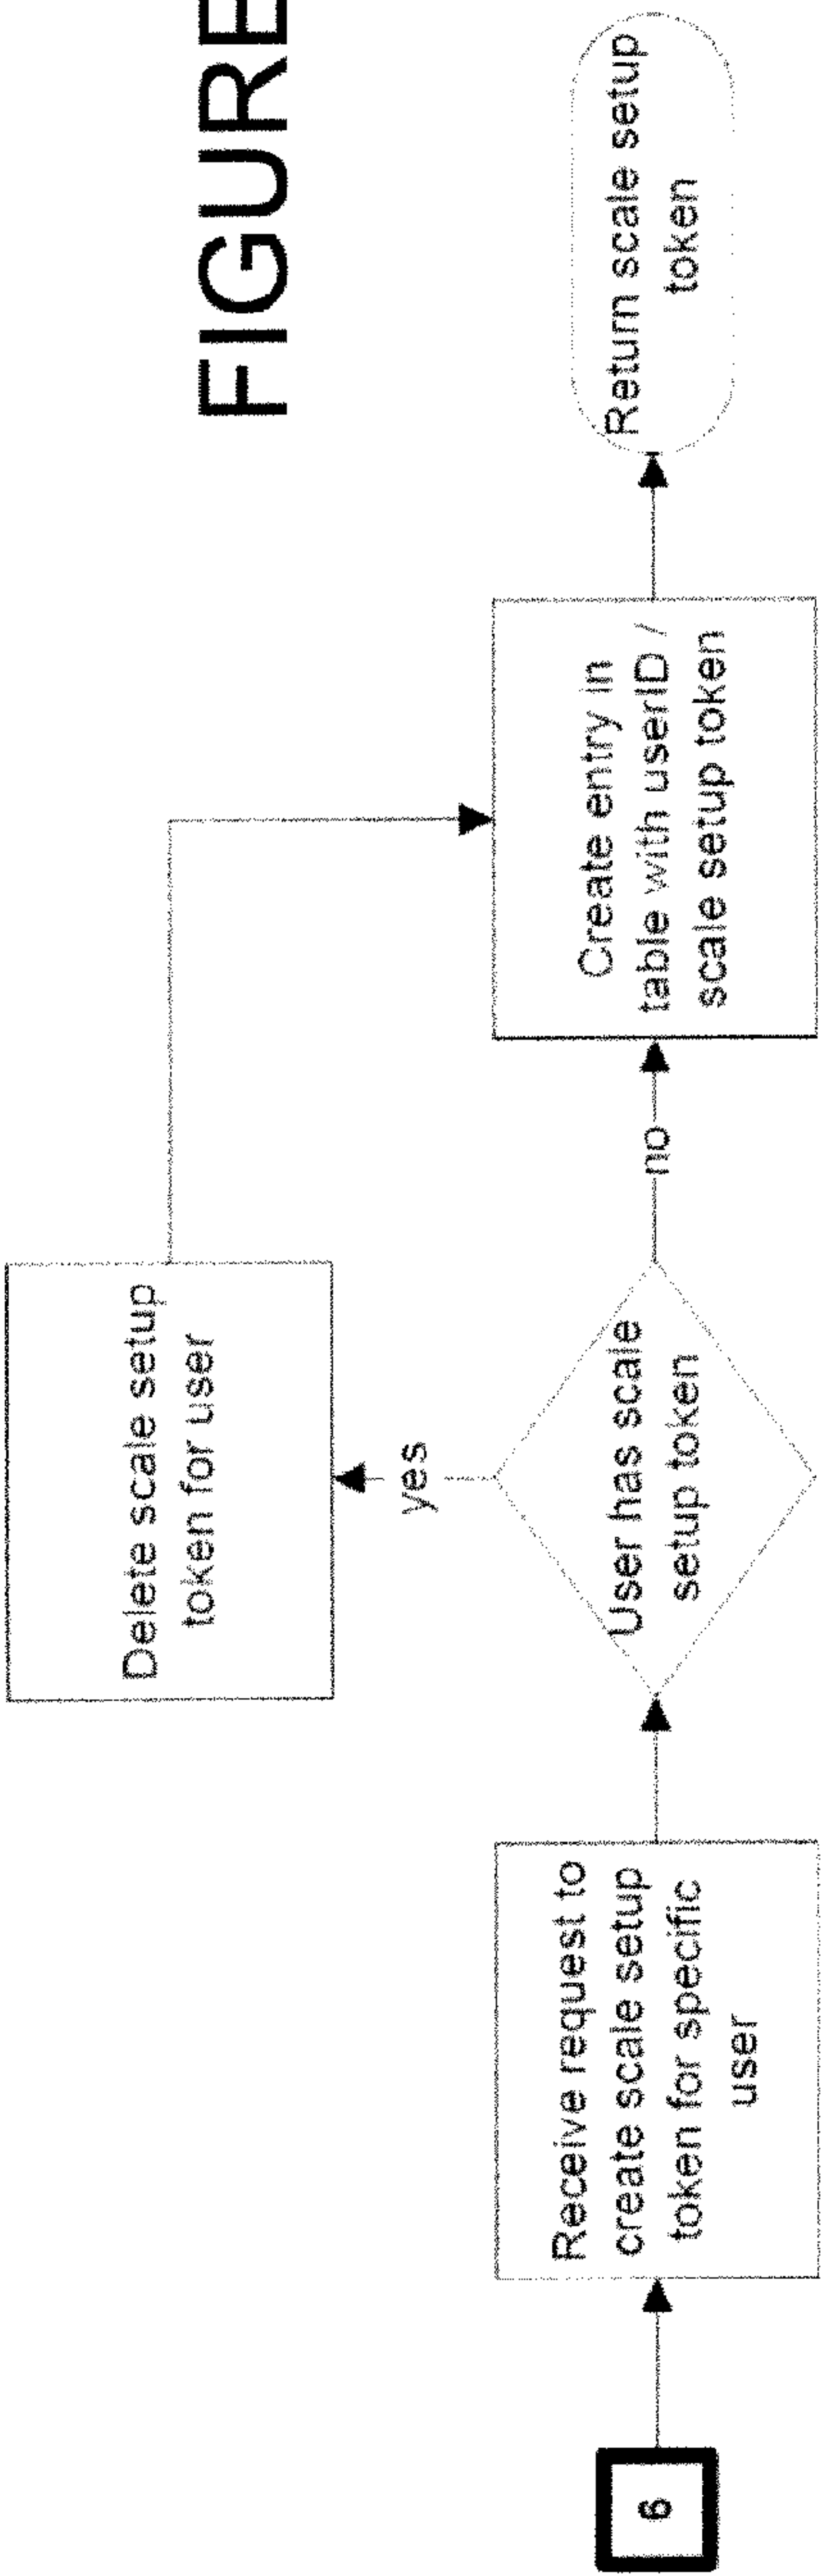 FIGURE
Delete scale setup
token for user
yes
6
Receive request to
create scale setup
token for specific
user
User has scale
setup token
no
Create entry in
table with userID /
scale setup token
Return scale setup
token